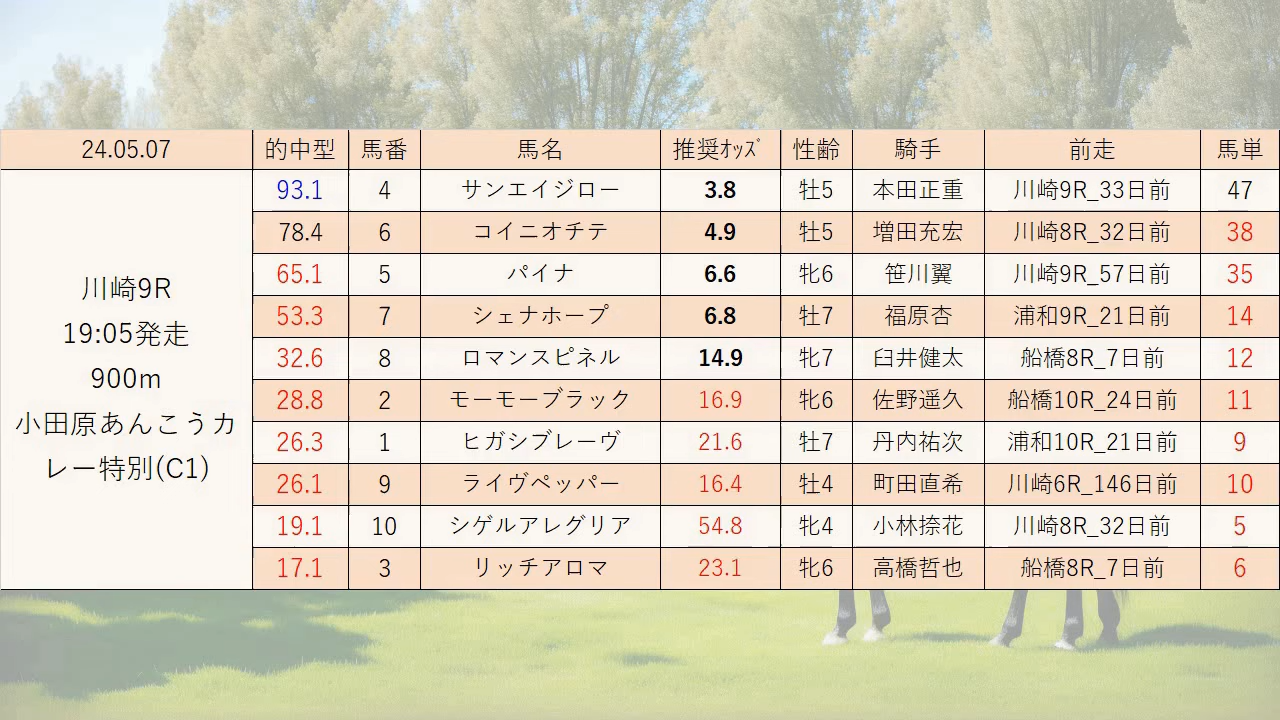 24.05.07 的中型 馬番 馬名 推奨ｵｯｽﾞ 性齢 騎手 前走 馬単
川崎9R
19:05発走
900m
小田原あんこうカ
レー特別(C1)
93.1 4 サンエイジロー 3.8 牡5 本田正重 川崎9R_33日前 47
78.4 6 コイニオチテ 4.9 牡5 増田充宏 川崎8R_32日前 38
65.1 5 パイナ 6.6 牝6 笹川翼 川崎9R_57日前 35
53.3 7 シェナホープ 6.8 牡7 福原杏 浦和9R_21日前 14
32.6 8 ロマンスピネル 14.9 牝7 臼井健太 船橋8R_7日前 12
28.8 2 モーモーブラック 16.9 牝6 佐野遥久 船橋10R_24日前 11
26.3 1 ヒガシブレーヴ 21.6 牡7 丹内祐次 浦和10R_21日前 9
26.1 9 ライヴペッパー 16.4 牡4 町田直希 川崎6R_146日前 10
19.1 10 シゲルアレグリア 54.8 牝4 小林捺花 川崎8R_32日前 5
17.1 3 リッチアロマ 23.1 牝6 高橋哲也 船橋8R_7日前 6